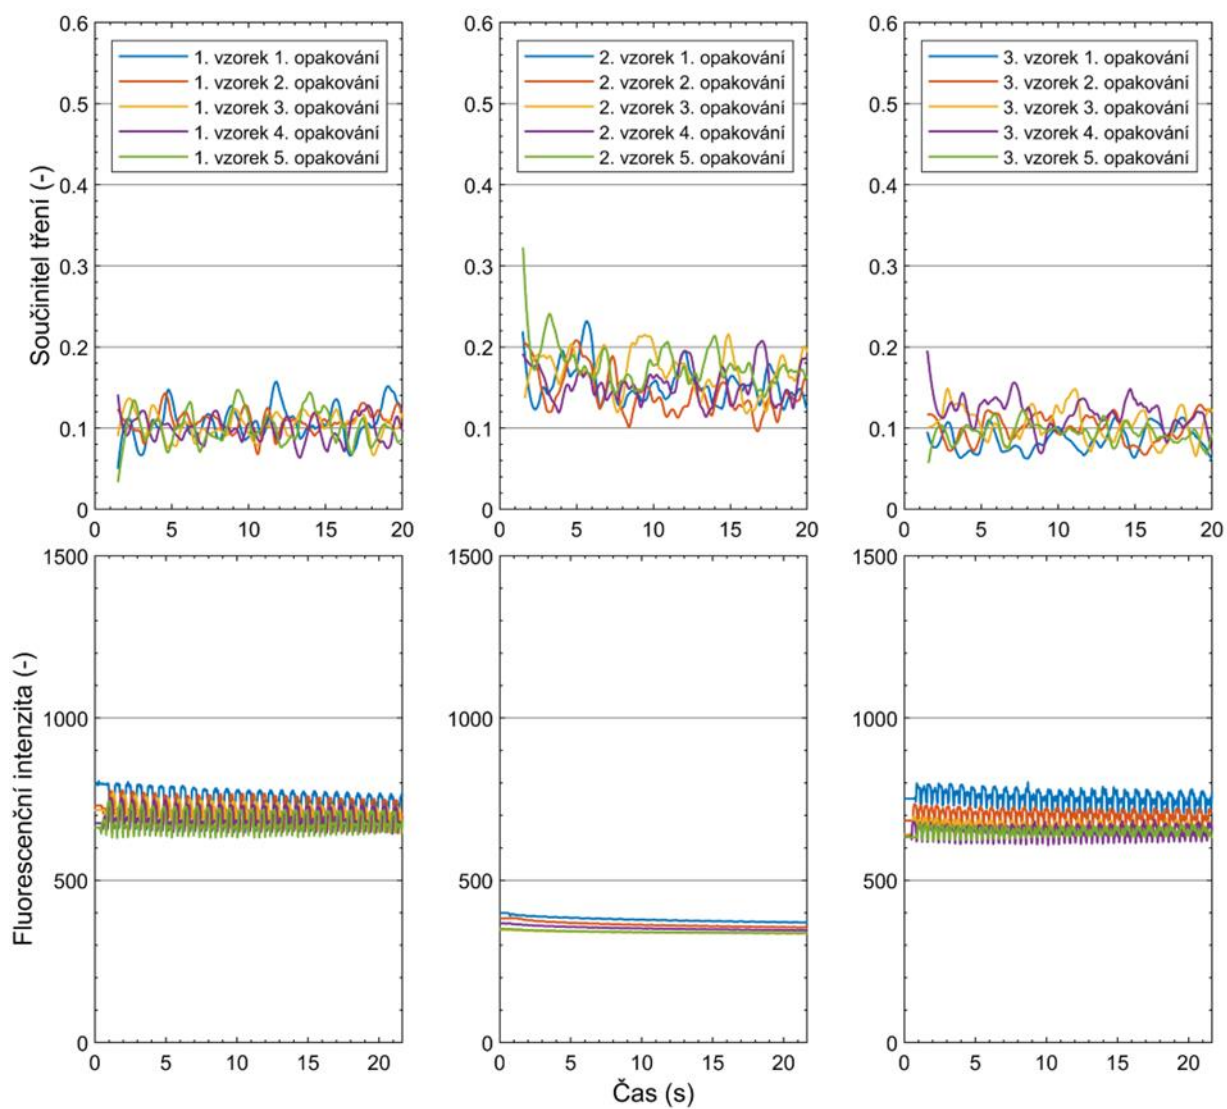 Součinitel tření (-)
0.6
0.5
0.4
0.3
0.2
0.1
0
1. vzorek 1. opakování
1. vzorek 2. opakování
1. vzorek 3. opakování
1. vzorek 4. opakování
1. vzorek 5. opakování
0 5 10 15 20
0.6
0.5
0.4
0.3
0.2
0.1
0
2. vzorek 1. opakování
2. vzorek 2. opakování
2. vzorek 3. opakování
2. vzorek 4. opakování
2. vzorek 5. opakování
0 5 10 15 20
0.6
0.5
0.4
0.3
0.2
0.1
0
3. vzorek 1. opakování
3. vzorek 2. opakování
3. vzorek 3. opakování
3. vzorek 4. opakování
3. vzorek 5. opakování
0 5 10 15 20
Fluorescenční intenzita (-)
1500
1000
500
0
0 5 10 15 20
1500
1000
500
0
0 5 10 15 20
1500
1000
500
0
0 5 10 15 20
Čas (s)